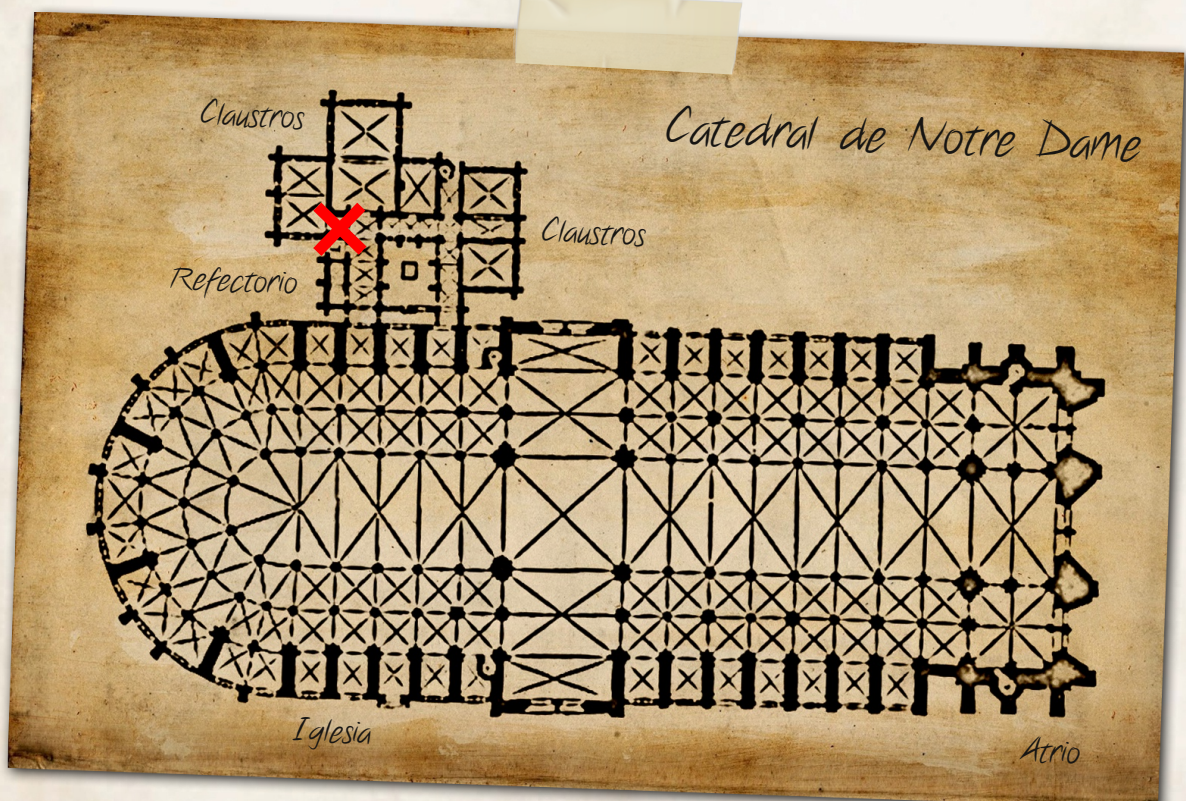 Claustros
Catedral de Notre Dame
Claustros
Refectorio
Iglesia
Atrio